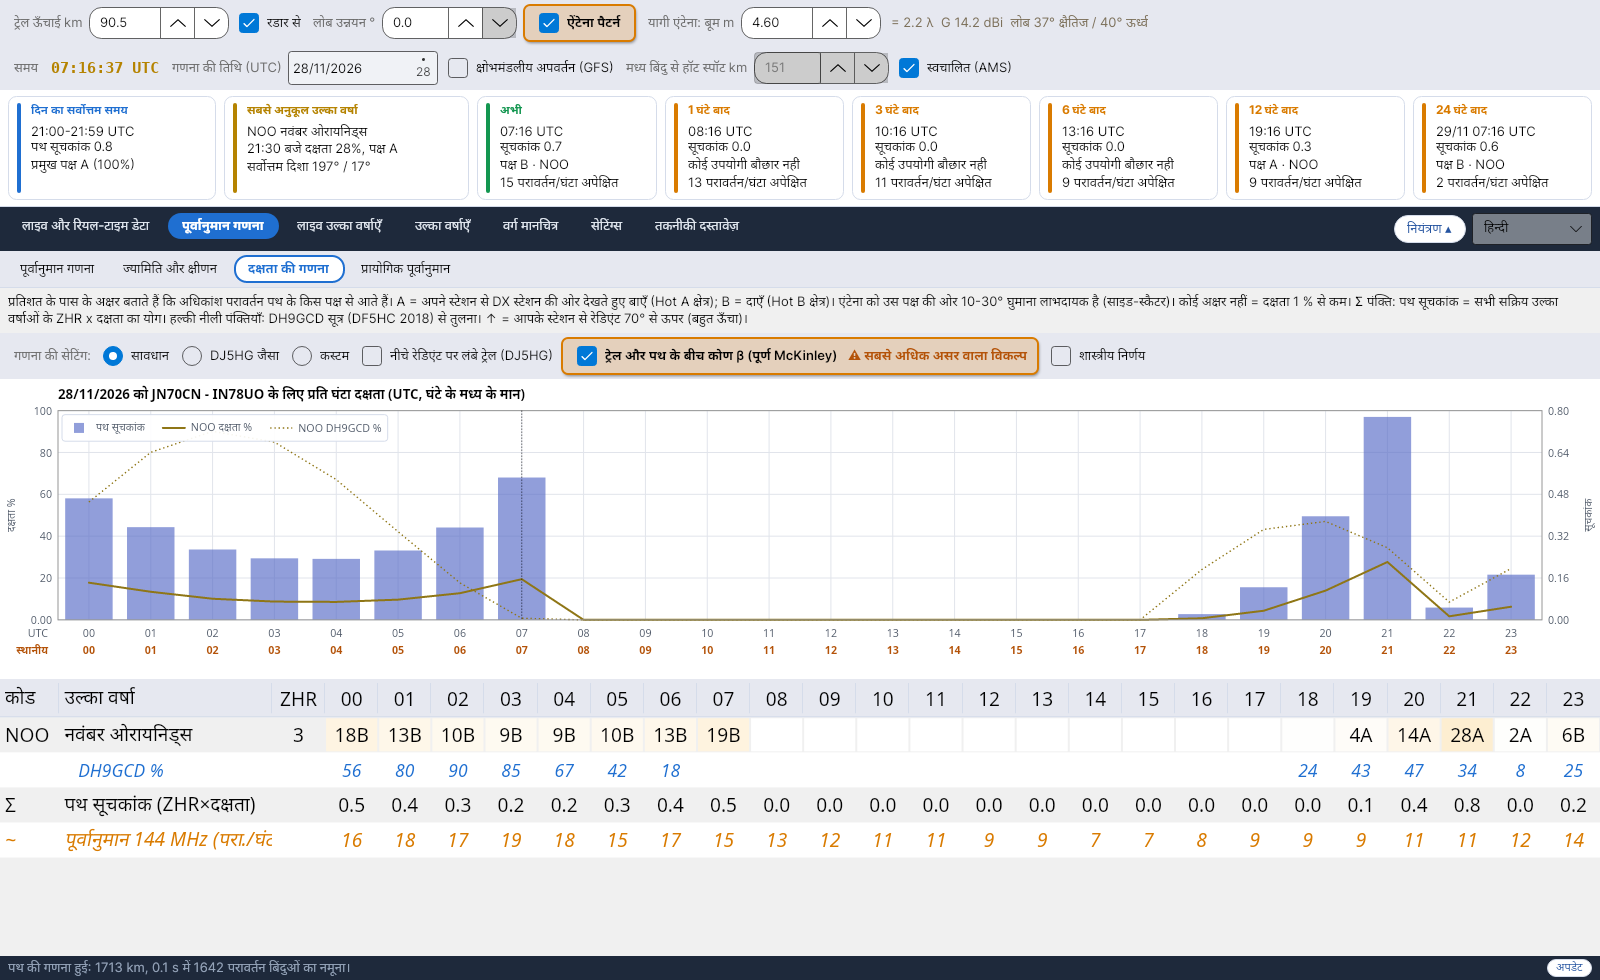 ट्रेल ऊँचाई km 90.5 रडार से लोब उन्नयन ° 0.0 ऐंटेना पैटर्न यागी एंटेना: बूम m 4.60 = 2.2 λ G 14.2 dBi लोब 37° क्षैतिज / 40° ऊर्ध्व
समय 07:16:37 UTC गणना की तिथि (UTC) 28/11/2026 28 क्षोभमंडलीय अपवर्तन (GFS) मध्य बिंदु से हॉट स्पॉट km 151 स्वचालित (AMS)
दिन का सर्वोत्तम समय
21:00-21:59 UTC
पथ सूचकांक 0.8
प्रमुख पक्ष A (100%)
सबसे अनुकूल उल्का वर्षा
NOO नवंबर ओरायनिड्स
21:30 बजे दक्षता 28%, पक्ष A
सर्वोत्तम दिशा 197° / 17°
अभी
07:16 UTC
सूचकांक 0.7
पक्ष B · NOO
15 परावर्तन/घंटा अपेक्षित
1 घंटे बाद
08:16 UTC
सूचकांक 0.0
कोई उपयोगी बौछार नहीं
13 परावर्तन/घंटा अपेक्षित
3 घंटे बाद
10:16 UTC
सूचकांक 0.0
कोई उपयोगी बौछार नहीं
11 परावर्तन/घंटा अपेक्षित
6 घंटे बाद
13:16 UTC
सूचकांक 0.0
कोई उपयोगी बौछार नहीं
9 परावर्तन/घंटा अपेक्षित
12 घंटे बाद
19:16 UTC
सूचकांक 0.3
पक्ष A · NOO
9 परावर्तन/घंटा अपेक्षित
24 घंटे बाद
29/11 07:16 UTC
सूचकांक 0.6
पक्ष B · NOO
2 परावर्तन/घंटा अपेक्षित
लाइव और रियल-टाइम डेटा पूर्वानुमान गणना लाइव उल्का वर्षाएँ उल्का वर्षाएँ वर्ग मानचित्र सेटिंग्स तकनीकी दस्तावेज़ नियंत्रण ▴ हिन्दी
पूर्वानुमान गणना ज्यामिति और क्षीणन दक्षता की गणना प्रायोगिक पूर्वानुमान
प्रतिशत के पास के अक्षर बताते हैं कि अधिकांश परावर्तन पथ के किस पक्ष से आते हैं। A = अपने स्टेशन से DX स्टेशन की ओर देखते हुए बाएँ (Hot A क्षेत्र); B = दाएँ (Hot B क्षेत्र)। एंटेना को उस पक्ष की ओर 10-30° घुमाना लाभदायक है (साइड-स्कैटर)। कोई अक्षर नहीं = दक्षता 1 % से कम। Σ पंक्ति: पथ सूचकांक = सभी सक्रिय उल्का
वर्षाओं के ZHR x दक्षता का योग। हल्की नीली पंक्तियाँ: DH9GCD सूत्र (DF5HC 2018) से तुलना। ↑ = आपके स्टेशन से रेडिएंट 70° से ऊपर (बहुत ऊँचा)।
गणना की सेटिंग: सावधान DJ5HG जैसा कस्टम नीचे रेडिएंट पर लंबे ट्रेल (DJ5HG) ट्रेल और पथ के बीच कोण β (पूर्ण McKinley) ⚠ सबसे अधिक असर वाला विकल्प शास्त्रीय निर्णय
28/11/2026 को JN70CN - IN78UO के लिए प्रति घंटा दक्षता (UTC, घंटे के मध्य के मान)
पथ सूचकांक NOO दक्षता % NOO DH9GCD %
दक्षता %
100
80
60
40
20
0.00
0.80
0.64
0.48
0.32
0.16
0.00
सूचकांक
UTC 00 01 02 03 04 05 06 07 08 09 10 11 12 13 14 15 16 17 18 19 20 21 22 23
स्थानीय 00 01 02 03 04 05 06 07 08 09 10 11 12 13 14 15 16 17 18 19 20 21 22 23
कोड उल्का वर्षा ZHR 00 01 02 03 04 05 06 07 08 09 10 11 12 13 14 15 16 17 18 19 20 21 22 23
NOO नवंबर ओरायनिड्स 3 18B 13B 10B 9B 9B 10B 13B 19B 4A 14A 28A 2A 6B
DH9GCD % 56 80 90 85 67 42 18 24 43 47 34 8 25
Σ पथ सूचकांक (ZHR×दक्षता) 0.5 0.4 0.3 0.2 0.2 0.3 0.4 0.5 0.0 0.0 0.0 0.0 0.0 0.0 0.0 0.0 0.0 0.0 0.0 0.1 0.4 0.8 0.0 0.2
~ पूर्वानुमान 144 MHz (परा./घंट 16 18 17 19 18 15 17 15 13 12 11 11 9 9 7 7 8 9 9 9 11 11 12 14
पथ की गणना हुई: 1713 km, 0.1 s में 1642 परावर्तन बिंदुओं का नमूना। अपडेट